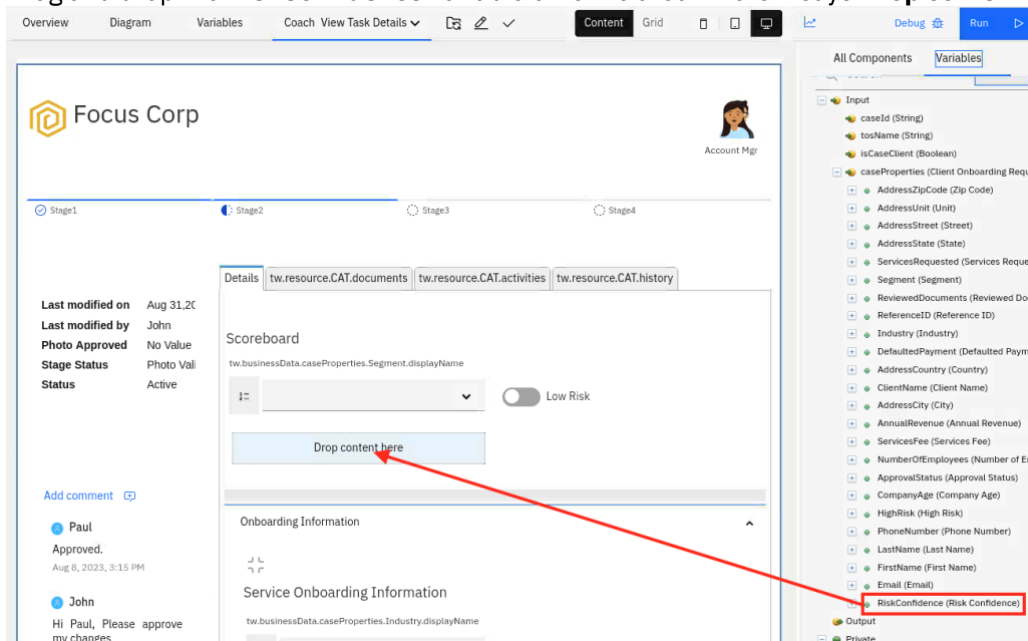 Overview Diagram Variables Coach View Task Details Content Grid Debug Run
All Components Variables
Focus Corp
Account Mgr
Stage1 Stage2 Stage3 Stage4
Details tw.resource.CAT.documents tw.resource.CAT.activities tw.resource.CAT.history
Last modified on Aug 31,20
Last modified by John
Photo Approved No Value
Stage Status Photo Vali
Status Active
Scoreboard
tw.businessData.caseProperties.Segment.displayName
Low Risk
Drop content here
Add comment
Paul
Approved.
Aug 8, 2023, 3:15 PM
John
Hi Paul, Please approve
my changes
Onboarding Information
Service Onboarding Information
tw.businessData.caseProperties.Industry.displayName
Input
caseId (String)
tosName (String)
isCaseClient (Boolean)
caseProperties (Client Onboarding Requ
AddressZipCode (Zip Code)
AddressUnit (Unit)
AddressStreet (Street)
AddressState (State)
ServicesRequested (Services Reque
Segment (Segment)
ReviewedDocuments (Reviewed Do
ReferenceID (Reference ID)
Industry (Industry)
DefaultedPayment (Defaulted Paym
AddressCountry (Country)
ClientName (Client Name)
AddressCity (City)
AnnualRevenue (Annual Revenue)
ServicesFee (Services Fee)
NumberOfEmployees (Number of E
ApprovalStatus (Approval Status)
CompanyAge (Company Age)
HighRisk (High Risk)
PhoneNumber (Phone Number)
LastName (Last Name)
FirstName (First Name)
Email (Email)
RiskConfidence (Risk Confidence)
Output
Private